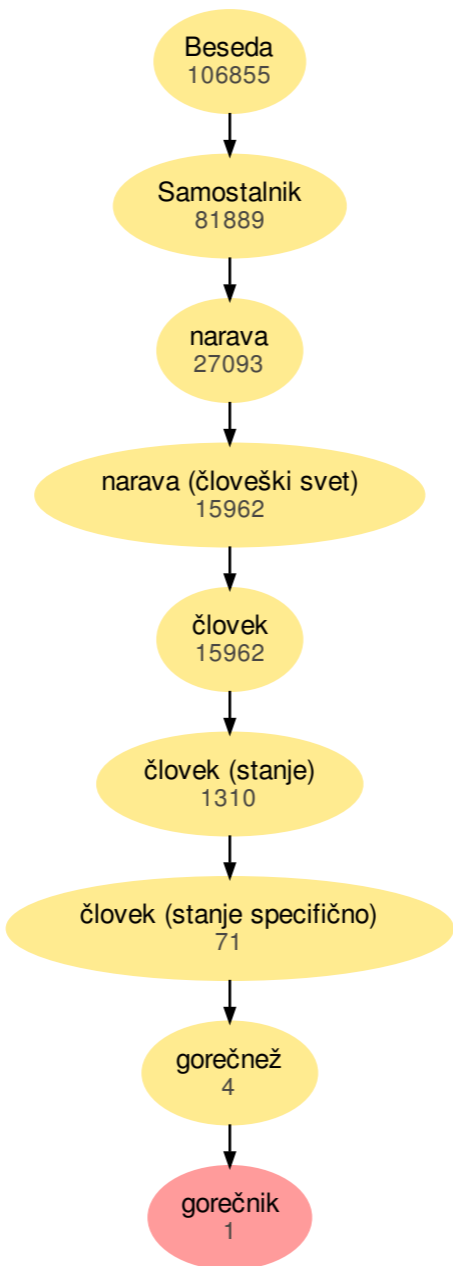 Beseda
106855
Samostalnik
81889
narava
27093
narava (človeški svet)
15962
človek
15962
človek (stanje)
1310
človek (stanje specifično)
71
gorečnež
4
gorečnik
1